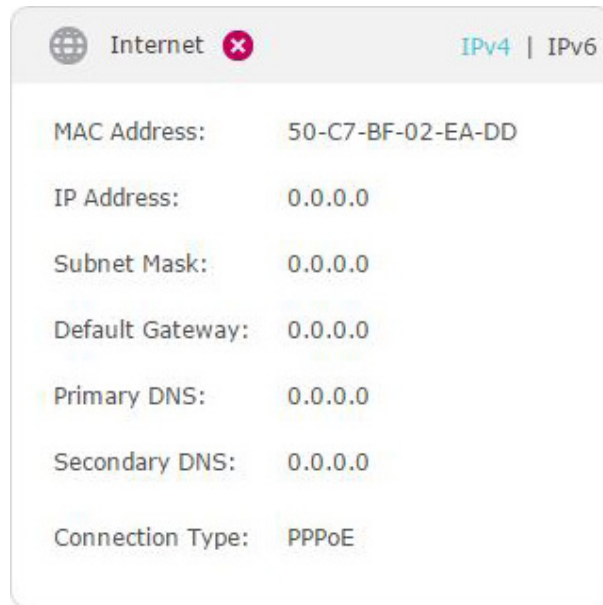 Internet IPv4 | IPv6
MAC Address: 50-C7-BF-02-EA-DD
IP Address: 0.0.0.0
Subnet Mask: 0.0.0.0
Default Gateway: 0.0.0.0
Primary DNS: 0.0.0.0
Secondary DNS: 0.0.0.0
Connection Type: PPPoE